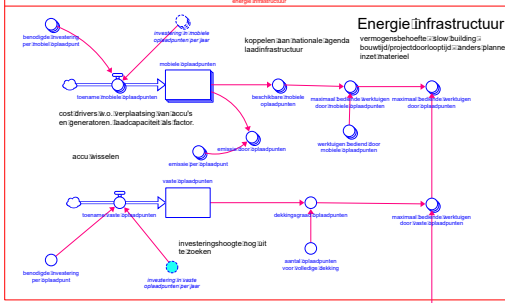 energie infrastructuur
Energie infrastructuur
vermogensbehoefte slow building
bouwtijd/projectdoorlooptijd anders planne
inzet materieel
koppelen aan nationale agenda
laadinfrastructuur
benodigde investering
per mobiel oplaadpunt
investering in mobiele
oplaadpunten per jaar
toename mobiele oplaadpunten
mobiele oplaadpunten
beschikbare mobiele
oplaadpunten
maximaal bediende werktuigen
door mobiele oplaadpunten
maximaal bediende werktuigen
door oplaadpunten
cost drivers w.o. verplaatsing van accu's
en generatoren. laadcapaciteit als factor.
accu wisselen
emissie per oplaadpunt
emissie door oplaadpunten
werktuigen bediend door
mobiele oplaadpunten
toename vaste oplaadpunten
vaste oplaadpunten
dekkingsgraad oplaadpunten
maximaal bediende werktuigen
door vaste oplaadpunten
investeringshoogte nog uit
te zoeken
benodigde investering
per oplaadpunt
investering in vaste
oplaadpunten per jaar
aantal oplaadpunten
voor volledige dekking